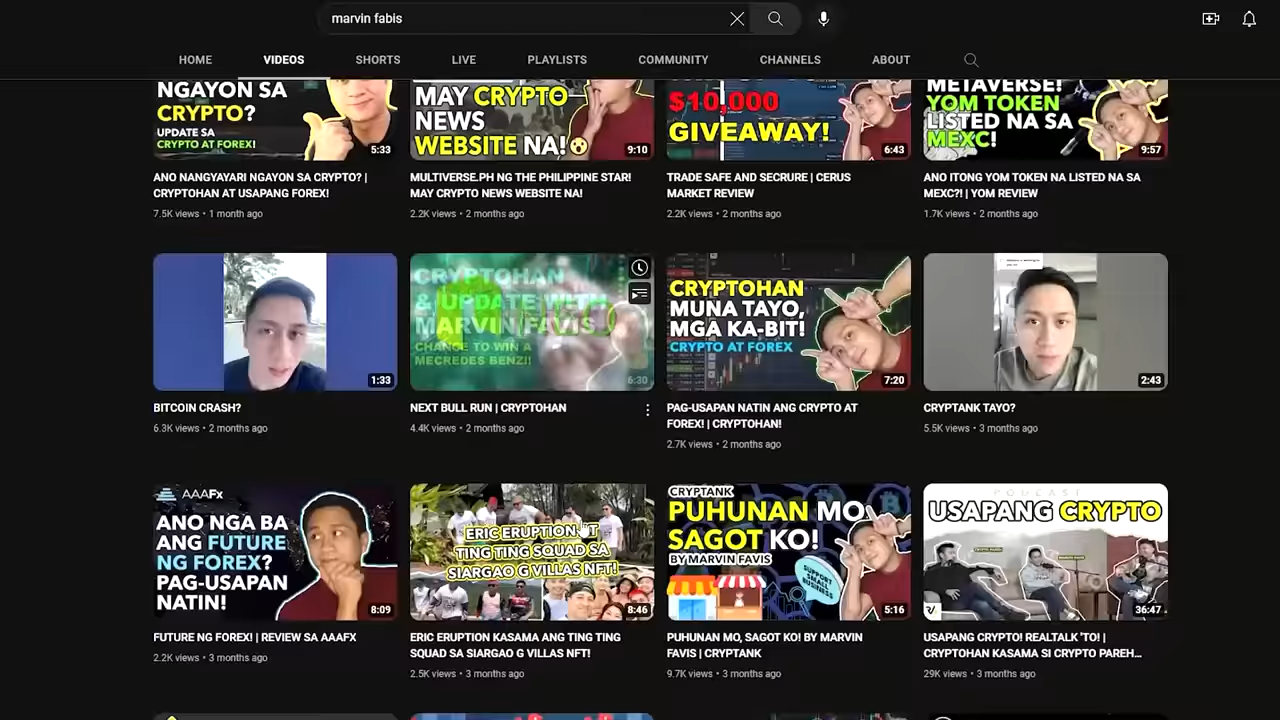 marvin fabis
HOME VIDEOS SHORTS LIVE PLAYLISTS COMMUNITY CHANNELS ABOUT
NGAYON SA
CRYPTO?
UPDATE SA
CRYPTO AT FOREX!
5:33
MAY CRYPTO
NEWS
WEBSITE NA!
9:10
$10,000
GIVEAWAY!
6:43
METAVERSE!
YOM TOKEN
LISTED NA SA
MEXC!
9:57
ANO NANGYAYARI NGAYON SA CRYPTO? |
CRYPTOHAN AT USAPANG FOREX!
7.5K views • 1 month ago
MULTIVERSE.PH NG THE PHILIPPINE STAR!
MAY CRYPTO NEWS WEBSITE NA!
2.2K views • 2 months ago
TRADE SAFE AND SECRURE | CERUS
MARKET REVIEW
2.2K views • 2 months ago
ANO ITONG YOM TOKEN NA LISTED NA SA
MEXC?! | YOM REVIEW
1.7K views • 2 months ago
1:33
CRYPTOHAN
& UPDATE WITH
MARVIN FAVIS
CHANCE TO WIN A
MECREDES BENZ!
6:30
CRYPTOHAN
MUNA TAYO,
MGA KA-BIT!
CRYPTO AT FOREX
7:20
2:43
BITCOIN CRASH?
6.3K views • 2 months ago
NEXT BULL RUN | CRYPTOHAN
4.4K views • 2 months ago
PAG-USAPAN NATIN ANG CRYPTO AT
FOREX! | CRYPTOHAN!
2.7K views • 2 months ago
CRYPTANK TAYO?
5.5K views • 3 months ago
AAAFx
ANO NGA BA
ANG FUTURE
NG FOREX?
PAG-USAPAN
NATIN!
8:09
ERIC ERUPTION AT
TING TING SQUAD SA
SIARGAO G VILLAS NFT!
8:46
CRYPTANK
PUHUNAN MO,
SAGOT KO!
BY MARVIN FAVIS
SUPPORT
SMALL
BUSINESS
5:16
PODCAST
USAPANG CRYPTO
36:47
FUTURE NG FOREX! | REVIEW SA AAAFX
2.2K views • 3 months ago
ERIC ERUPTION KASAMA ANG TING TING
SQUAD SA SIARGAO G VILLAS NFT!
2.5K views • 3 months ago
PUHUNAN MO, SAGOT KO! BY MARVIN
FAVIS | CRYPTANK
9.7K views • 3 months ago
USAPANG CRYPTO! REALTALK 'TO! |
CRYPTOHAN KASAMA SI CRYPTO PAREH...
29K views • 3 months ago